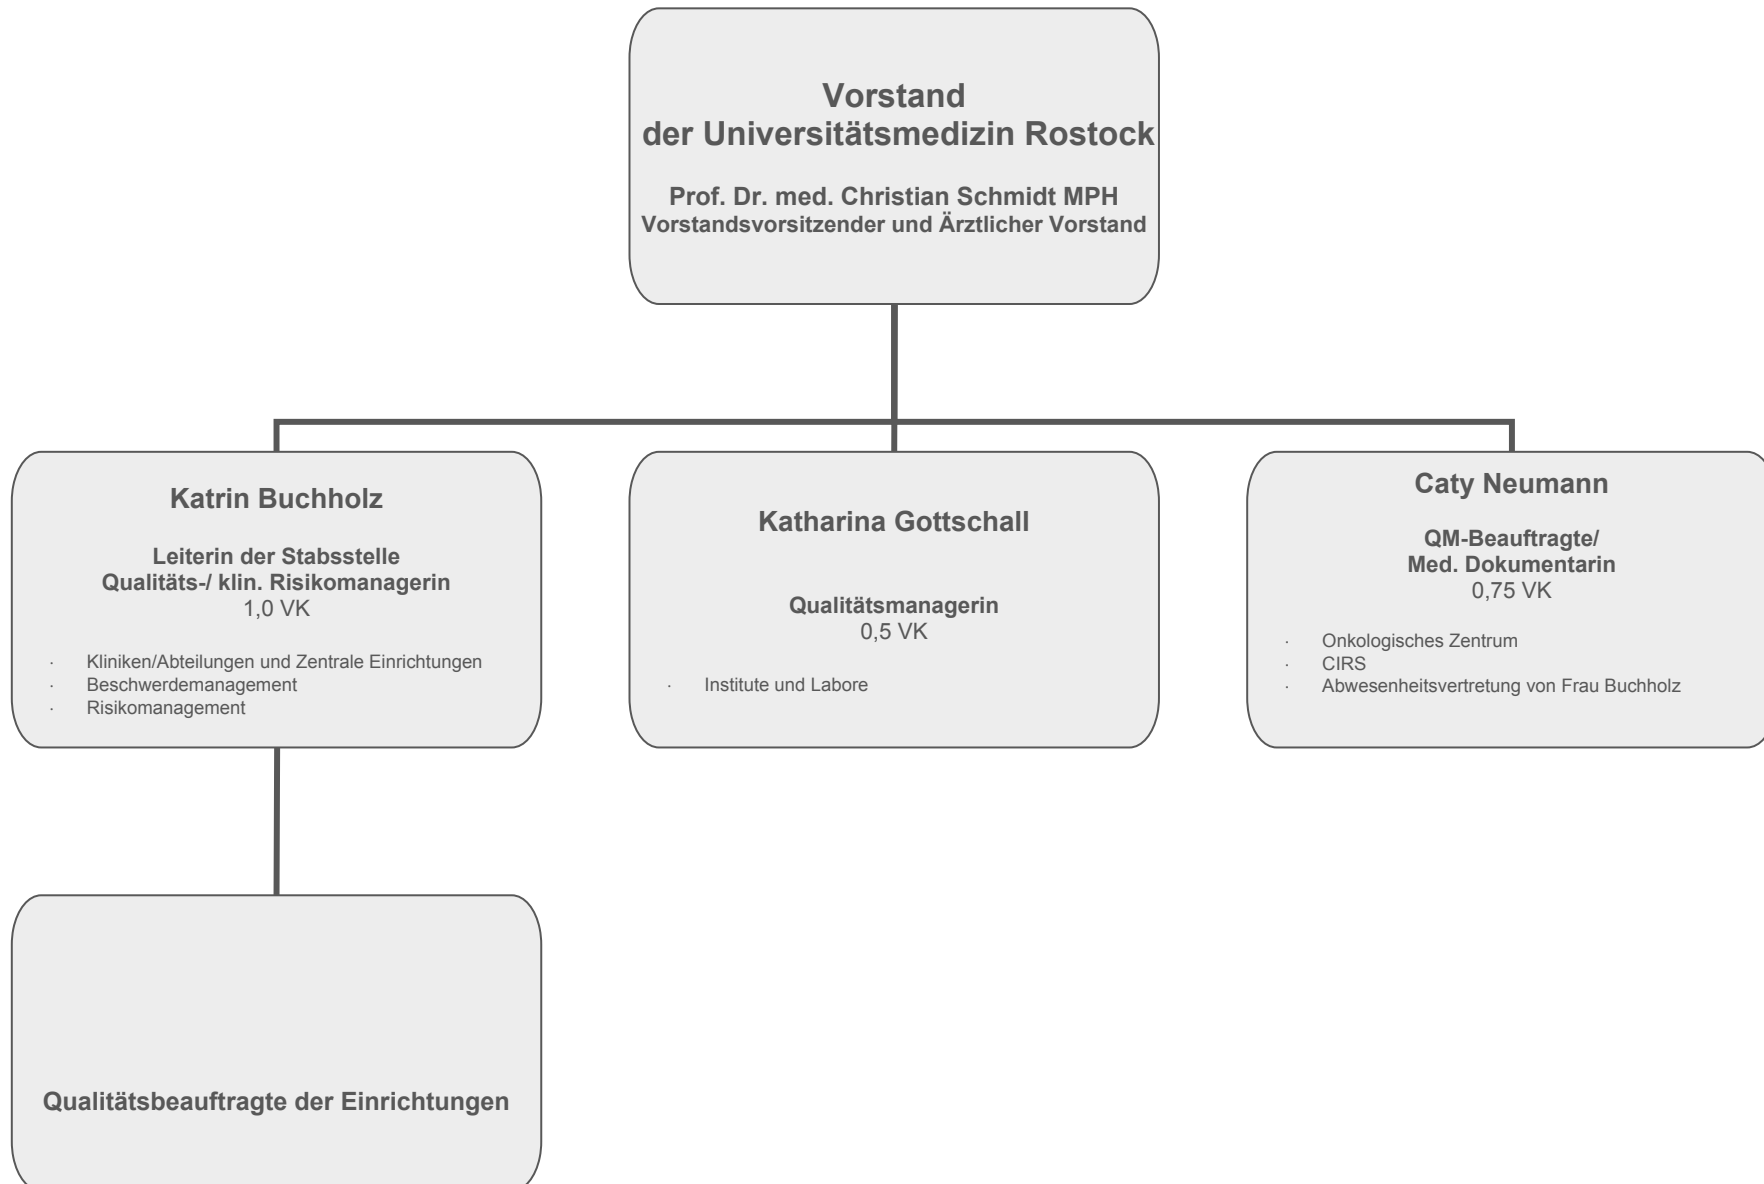 Vorstand
der Universitätsmedizin Rostock
Prof. Dr. med. Christian Schmidt MPH
Vorstandsvorsitzender und Ärztlicher Vorstand
Katrin Buchholz
Leiterin der Stabsstelle
Qualitäts-/ klin. Risikomanagerin
1,0 VK
· Kliniken/Abteilungen und Zentrale Einrichtungen
· Beschwerdemanagement
· Risikomanagement
Katharina Gottschall
Qualitätsmanagerin
0,5 VK
· Institute und Labore
Caty Neumann
QM-Beauftragte/
Med. Dokumentarin
0,75 VK
· Onkologisches Zentrum
· CIRS
· Abwesenheitsvertretung von Frau Buchholz
Qualitätsbeauftragte der Einrichtungen